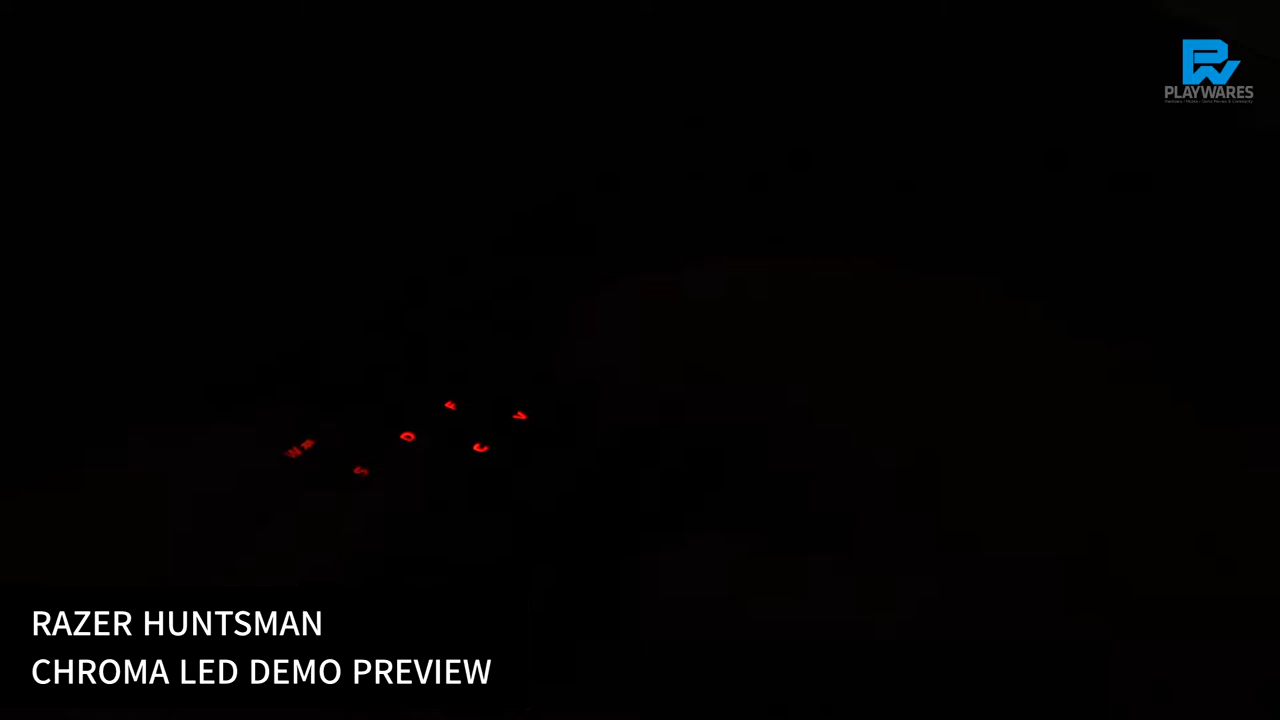 PLAYWARES
F
V
D
C
W
S
RAZER HUNTSMAN
CHROMA LED DEMO PREVIEW